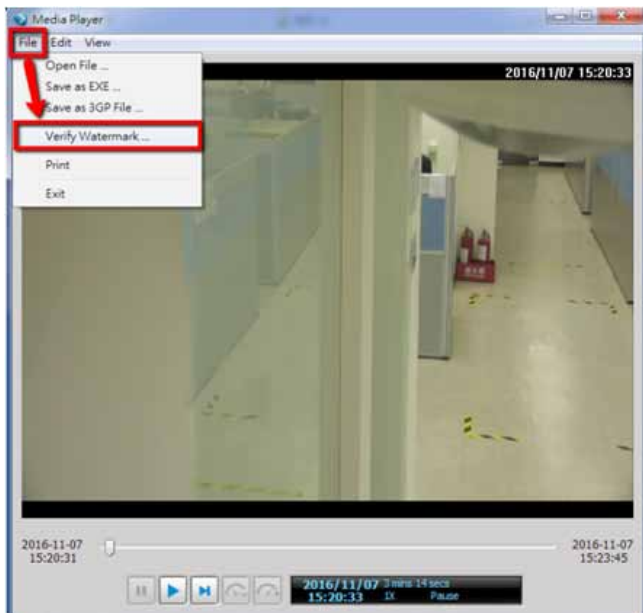 Media Player
File Edit View
Open File ...
Save as EXE ...
Save as 3GP File ...
Verify Watermark ...
Print
Exit
2016/11/07 15:20:33
2016-11-07
15:20:31
2016-11-07
15:23:45
2016/11/07 3 mins 14 secs
15:20:33 1X Pause